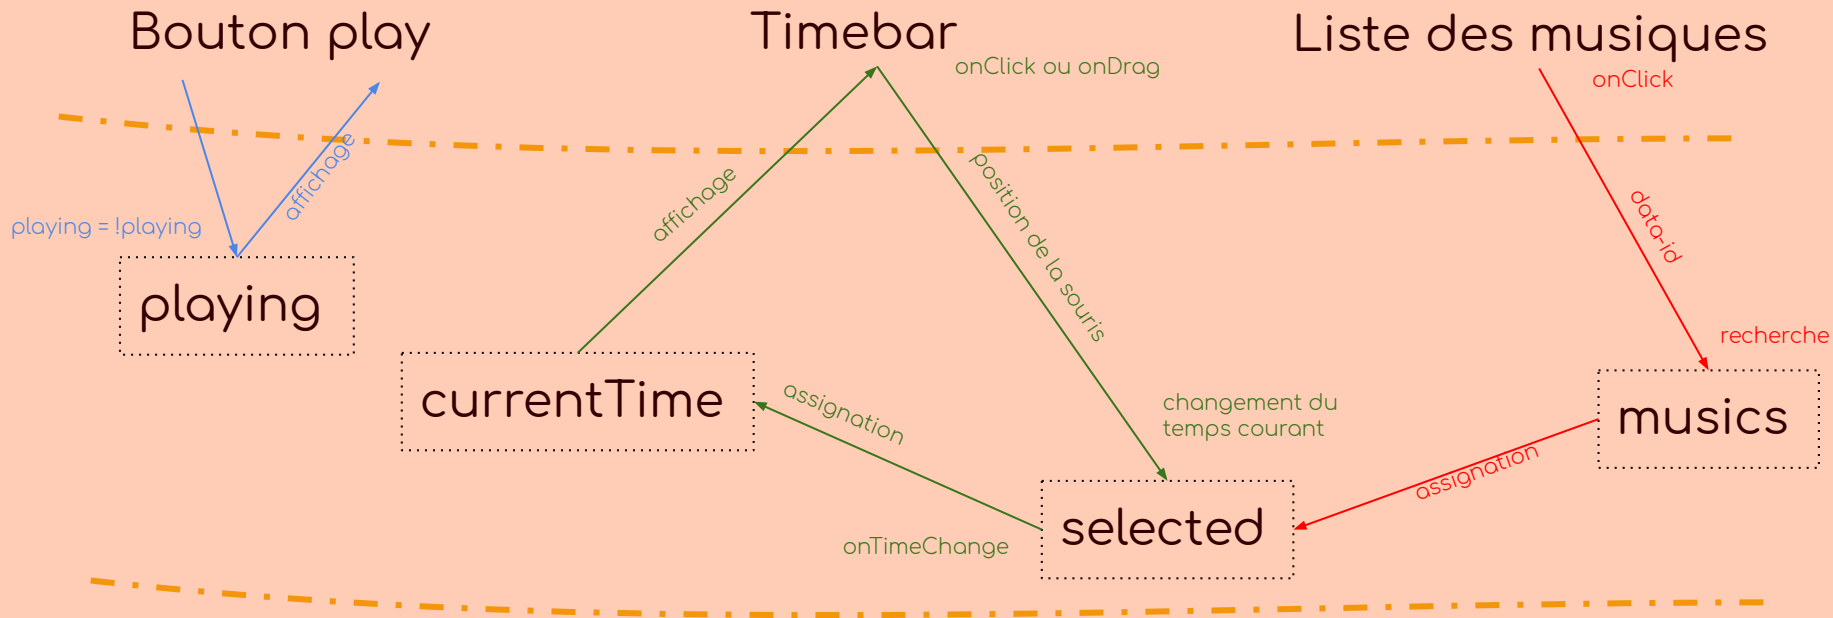 Bouton play
Timebar
Liste des musiques
onClick ou onDrag
onClick
affichage
affichage
position de la souris
data-id
playing = !playing
playing
recherche
currentTime
assignation
changement du
temps courant
musics
assignation
selected
onTimeChange